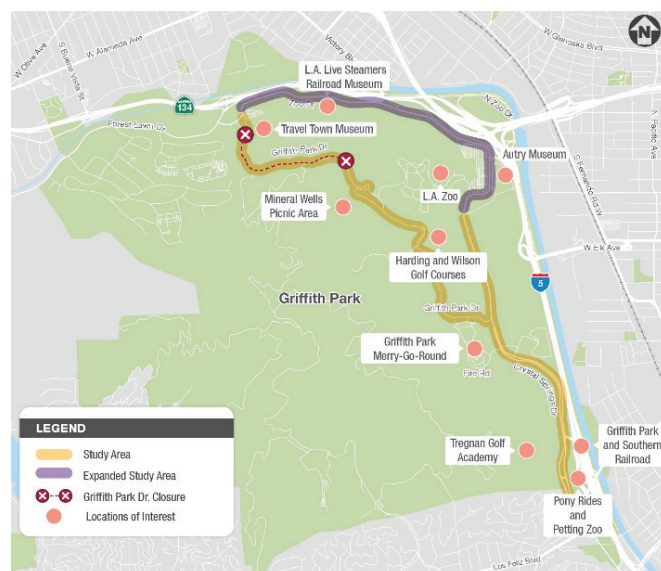 W Olive Ave
W Alameda Ave
S Buena Vista St
Victory Bl
W Glenoaks Blvd
N
L.A. Live Steamers
Railroad Museum
134
Zoo Dr
N Zoo Dr
N Pacific Ave
Forest Lawn Dr
Travel Town Museum
Griffith Park Dr
Autry Museum
S Fernando Rd W
L.A. Zoo
Mineral Wells
Picnic Area
Harding and Wilson
Golf Courses
W Elk Ave
5
Griffith Park
Griffith Park Dr
Griffith Park
Merry-Go-Round
Fire Rd
Crystal Springs Dr
LEGEND
Study Area
Expanded Study Area
Griffith Park Dr. Closure
Locations of Interest
Tregnan Golf
Academy
Griffith Park
and Southern
Railroad
Pony Rides
and
Petting Zoo
Los Feliz Blvd